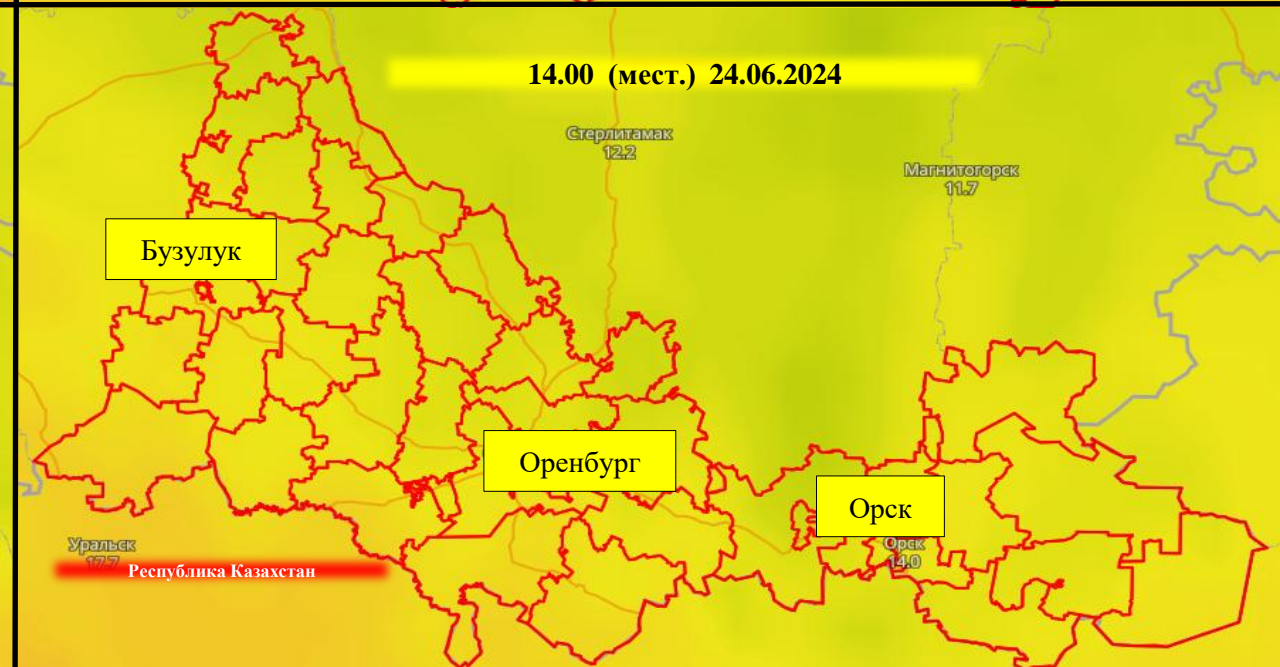 14.00 (мест.) 24.06.2024
Стерлитамак
12.2
Магнитогорск
11.7
Бузулук
Оренбург
Орск
Орск
14.0
Уральск
17.7
Республика Казахстан